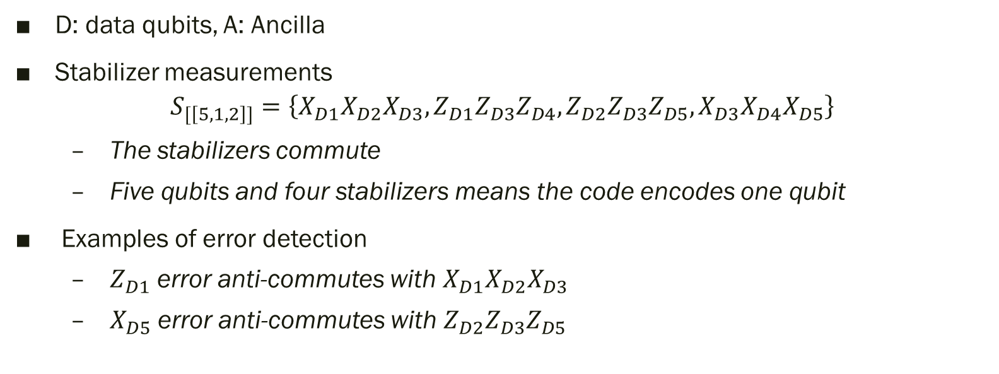 ■ D: data qubits, A: Ancilla
■ Stabilizer measurements
S_{[[5,1,2]]} = {X_{D1}X_{D2}X_{D3}, Z_{D1}Z_{D3}Z_{D4}, Z_{D2}Z_{D3}Z_{D5}, X_{D3}X_{D4}X_{D5}}
– The stabilizers commute
– Five qubits and four stabilizers means the code encodes one qubit
■ Examples of error detection
– Z_{D1} error anti-commutes with X_{D1}X_{D2}X_{D3}
– X_{D5} error anti-commutes with Z_{D2}Z_{D3}Z_{D5}